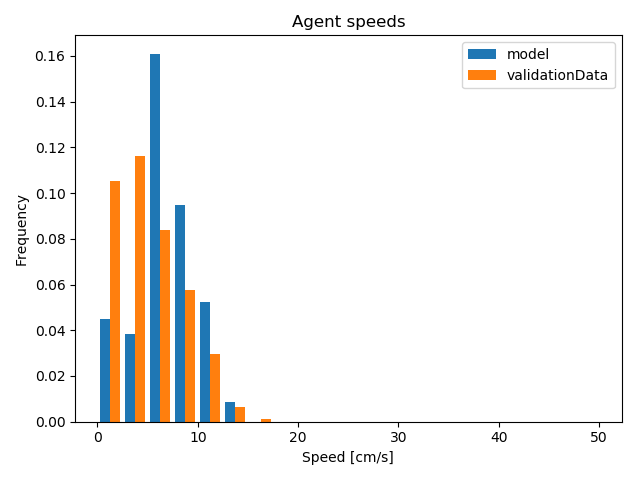 Agent speeds
model
validationData
Frequency
0.16
0.14
0.12
0.10
0.08
0.06
0.04
0.02
0.00
0 10 20 30 40 50
Speed [cm/s]